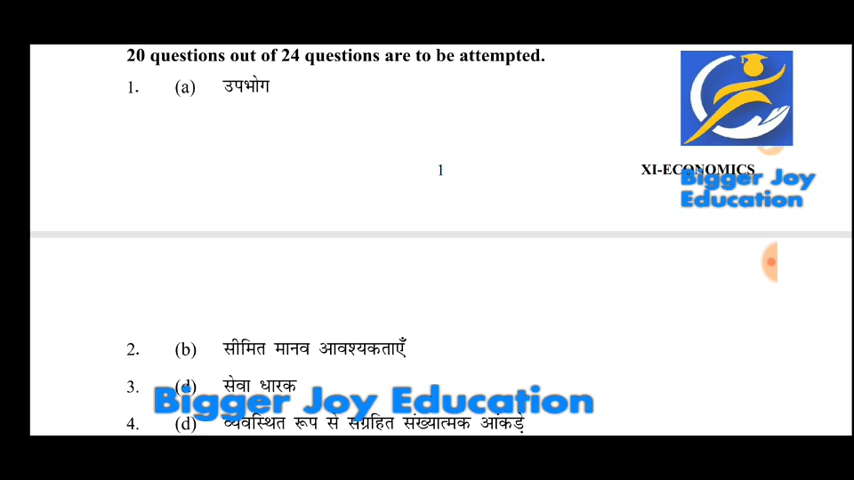 20 questions out of 24 questions are to be attempted.
1. (a) उपभोग
1 XI-ECONOMICS
Bigger Joy
Education
2. (b) सीमित मानव आवश्यकताएँ
3. (d) सेवा धारक
Bigger Joy Education
4. (d) व्यवस्थित रूप से संग्रहित संख्यात्मक आंकड़े